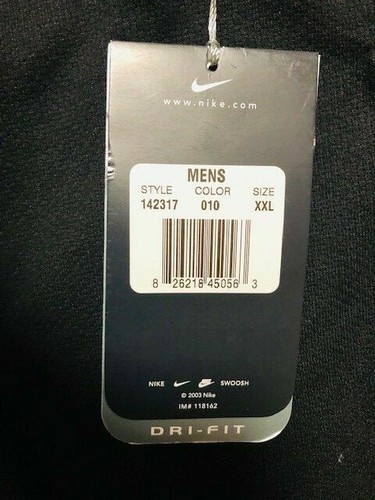 www.nike.com
MENS
STYLE COLOR SIZE
142317 010 XXL
8 26218 45056 3
NIKE SWOOSH
© 2003 Nike
IM# 118162
DRI-FIT